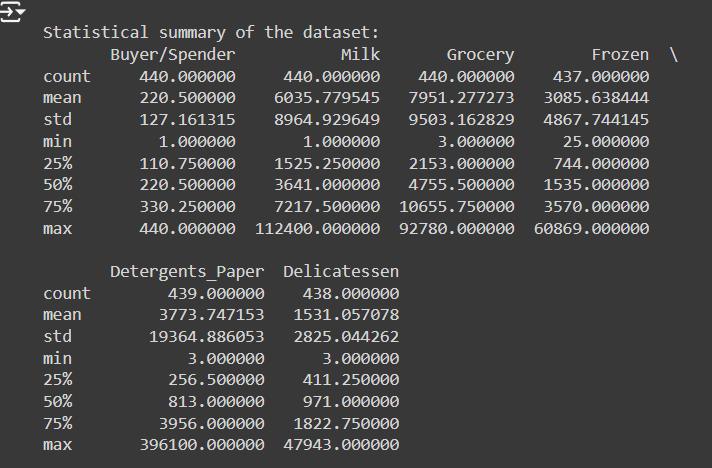 Statistical summary of the dataset:
Buyer/Spender Milk Grocery Frozen \
count 440.000000 440.000000 440.000000 437.000000
mean 220.500000 6035.779545 7951.277273 3085.638444
std 127.161315 8964.929649 9503.162829 4867.744145
min 1.000000 1.000000 3.000000 25.000000
25% 110.750000 1525.250000 2153.000000 744.000000
50% 220.500000 3641.000000 4755.500000 1535.000000
75% 330.250000 7217.500000 10655.750000 3570.000000
max 440.000000 112400.000000 92780.000000 60869.000000
Detergents_Paper Delicatessen
count 439.000000 438.000000
mean 3773.747153 1531.057078
std 19364.886053 2825.044262
min 3.000000 3.000000
25% 256.500000 411.250000
50% 813.000000 971.000000
75% 3956.000000 1822.750000
max 396100.000000 47943.000000